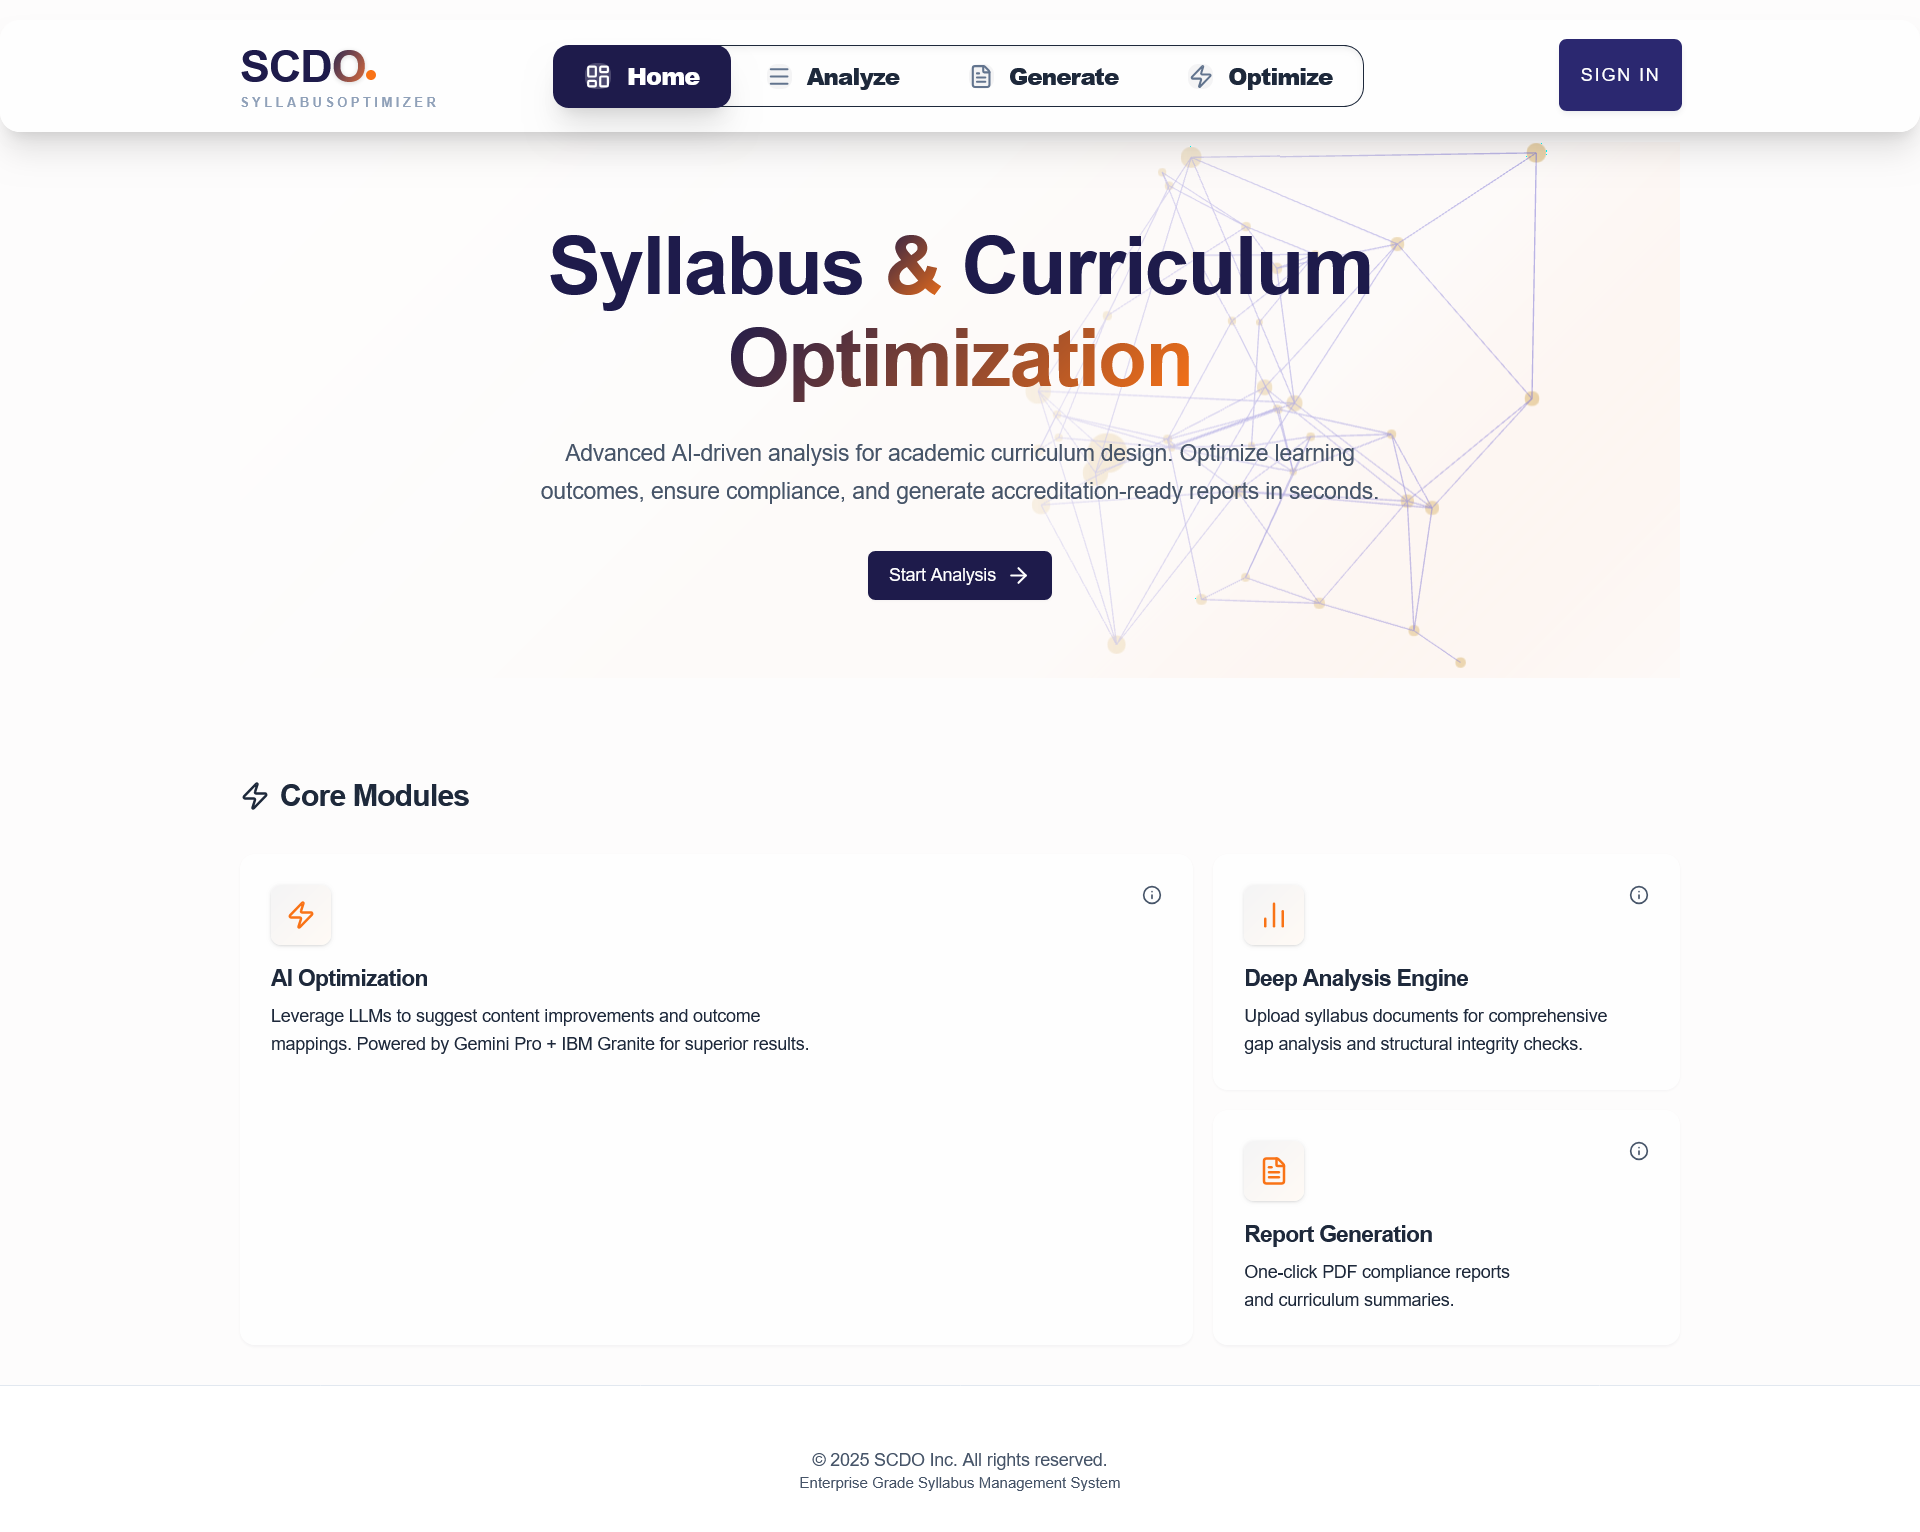 SCDO.
SYLLABUSOPTIMIZER
Home
Analyze
Generate
Optimize
SIGN IN
Syllabus & Curriculum
Optimization
Advanced AI-driven analysis for academic curriculum design. Optimize learning
outcomes, ensure compliance, and generate accreditation-ready reports in seconds.
Start Analysis
Core Modules
AI Optimization
Leverage LLMs to suggest content improvements and outcome
mappings. Powered by Gemini Pro + IBM Granite for superior results.
Deep Analysis Engine
Upload syllabus documents for comprehensive
gap analysis and structural integrity checks.
Report Generation
One-click PDF compliance reports
and curriculum summaries.
© 2025 SCDO Inc. All rights reserved.
Enterprise Grade Syllabus Management System